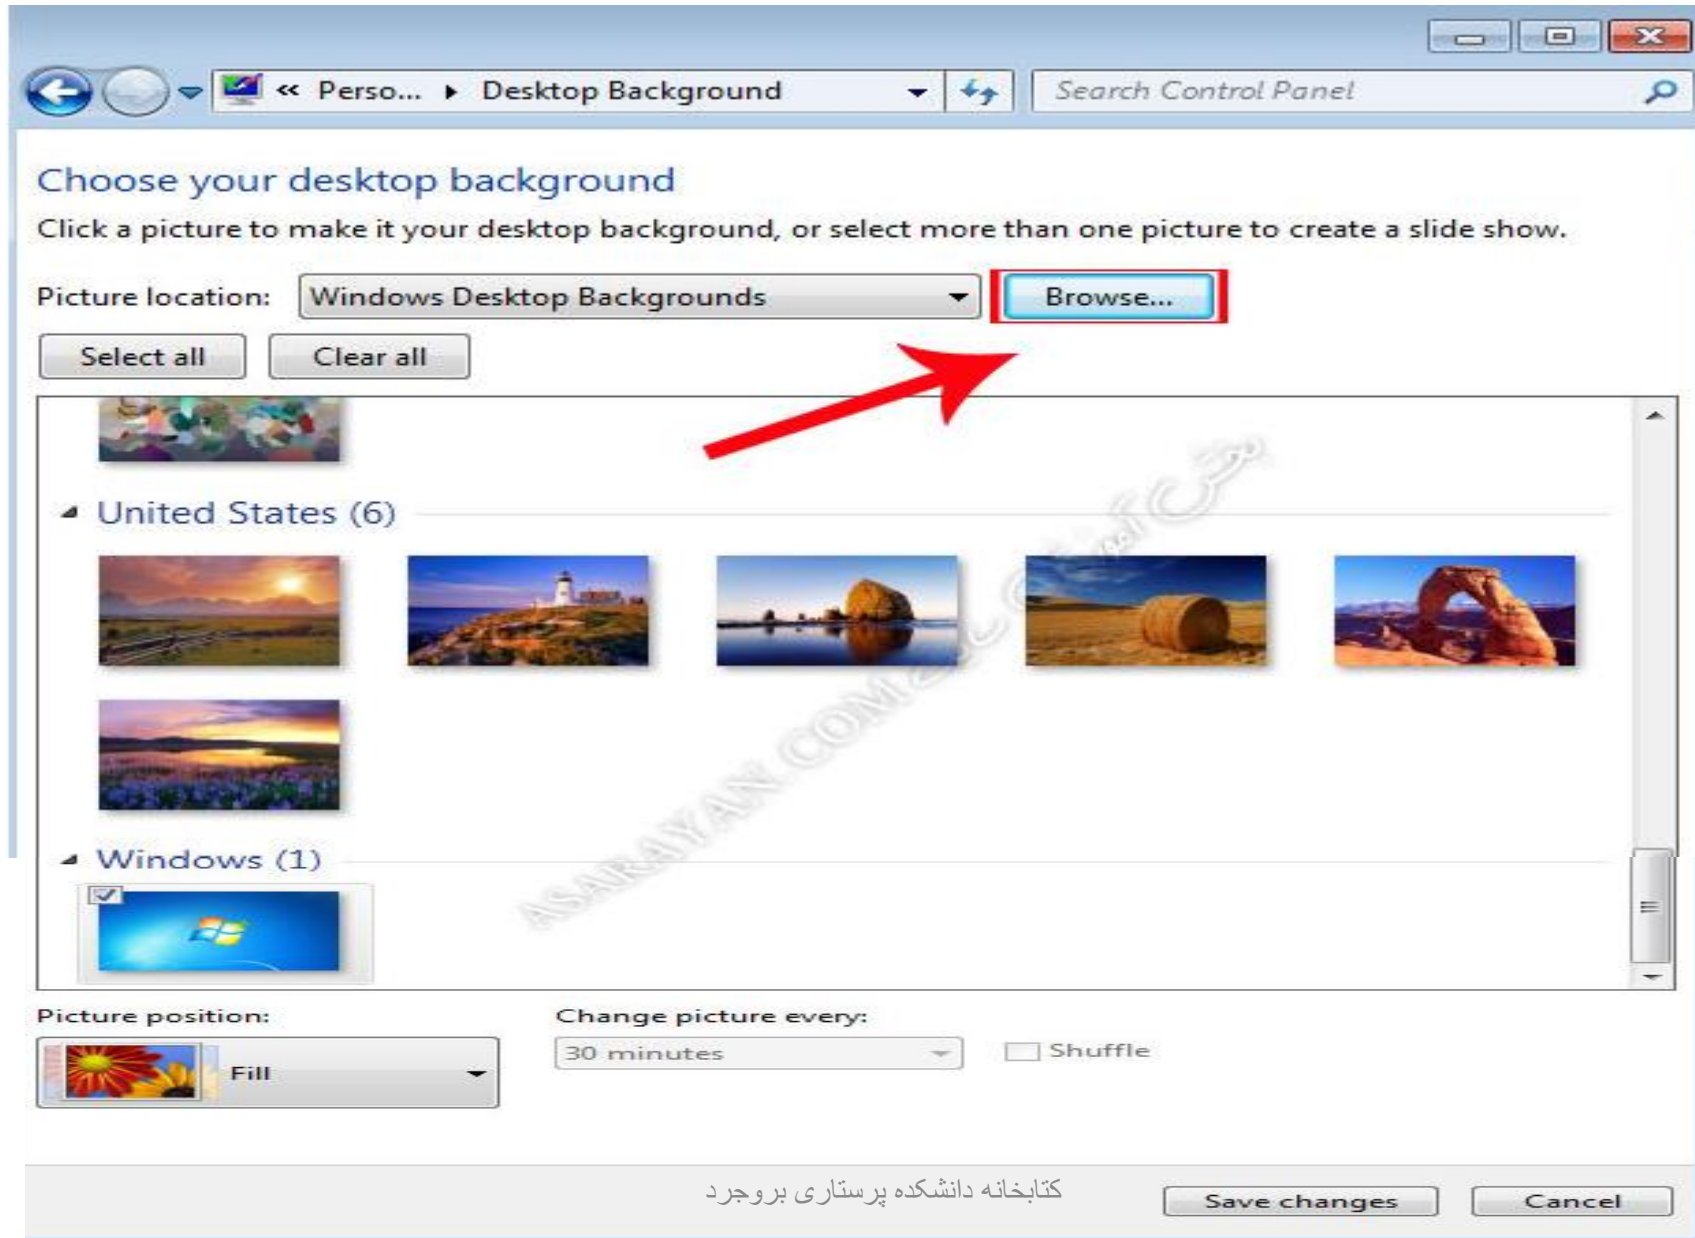 « Perso... ▸ Desktop Background
Search Control Panel
Choose your desktop background
Click a picture to make it your desktop background, or select more than one picture to create a slide show.
Picture location: Windows Desktop Backgrounds Browse...
Select all Clear all
United States (6)
ASARAYAN.COM
Windows (1)
Picture position: Change picture every:
Fill 30 minutes Shuffle
کتابخانه دانشکده پرستاری بروجرد
Save changes Cancel